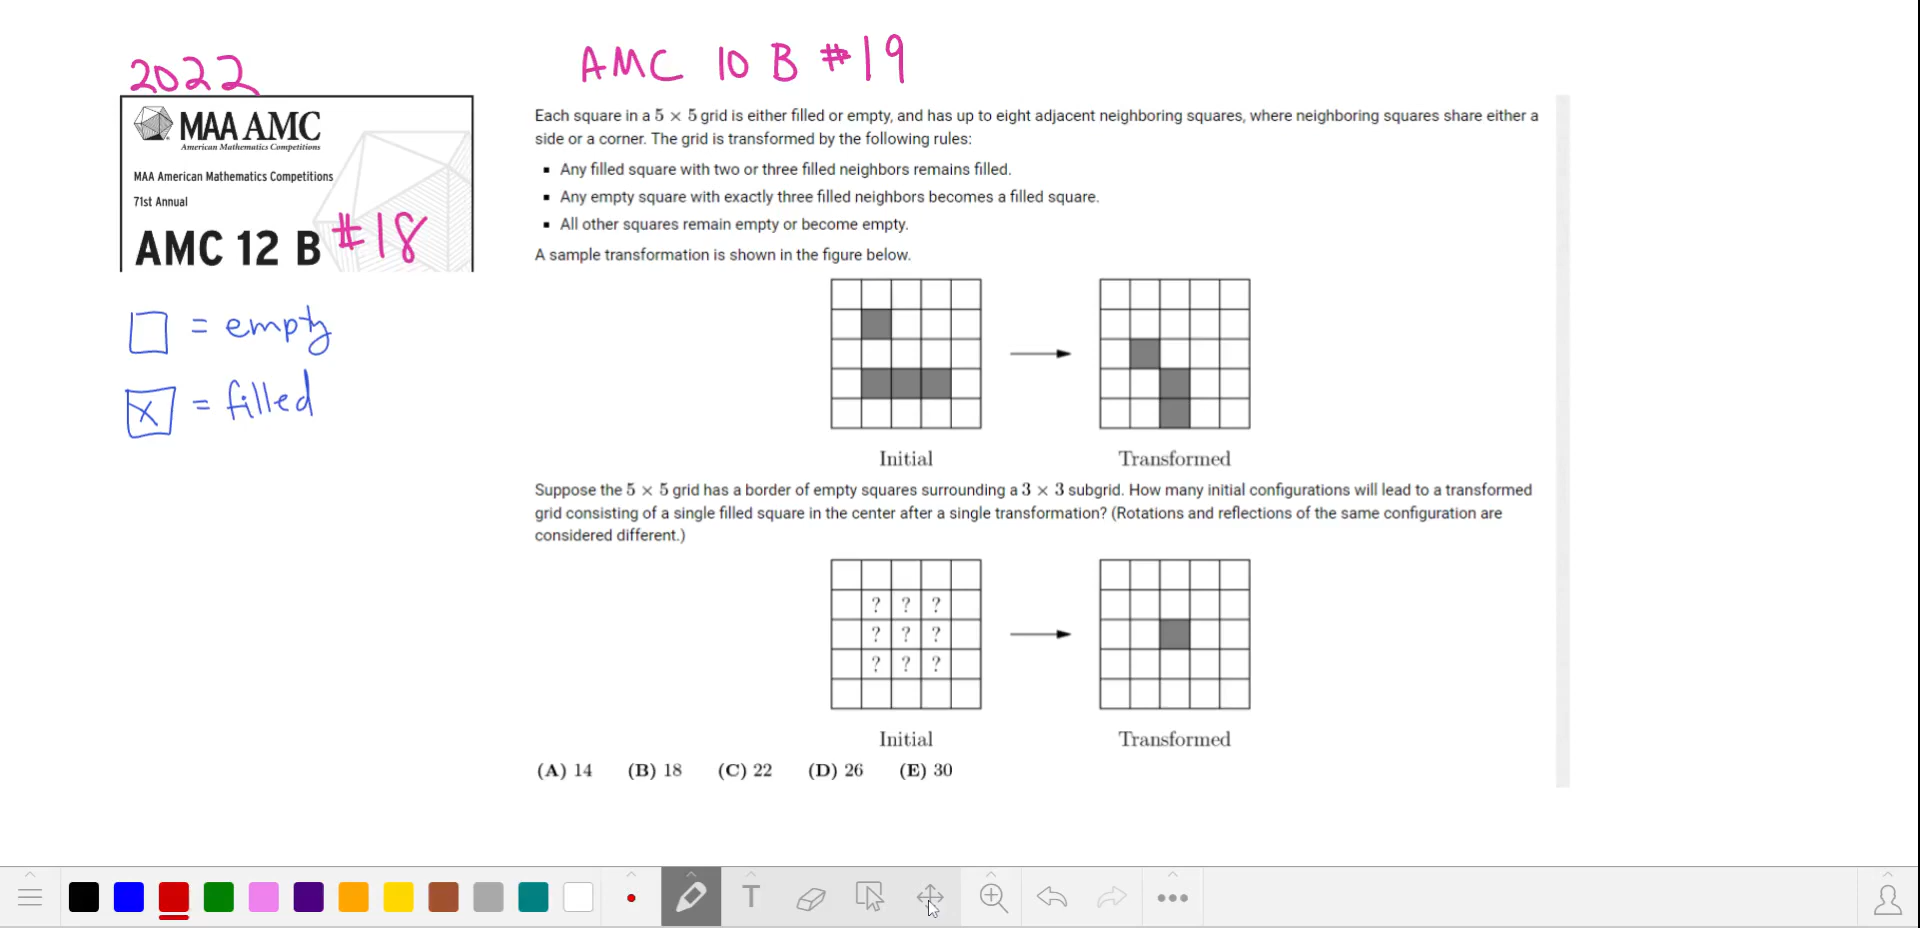 2022
AMC 10 B #19
MAA AMC
American Mathematics Competitions
MAA American Mathematics Competitions
71st Annual
AMC 12 B #18
= empty
x = filled
Each square in a 5 × 5 grid is either filled or empty, and has up to eight adjacent neighboring squares, where neighboring squares share either a
side or a corner. The grid is transformed by the following rules:
▪ Any filled square with two or three filled neighbors remains filled.
▪ Any empty square with exactly three filled neighbors becomes a filled square.
▪ All other squares remain empty or become empty.
A sample transformation is shown in the figure below.
Initial Transformed
Suppose the 5 × 5 grid has a border of empty squares surrounding a 3 × 3 subgrid. How many initial configurations will lead to a transformed
grid consisting of a single filled square in the center after a single transformation? (Rotations and reflections of the same configuration are
considered different.)
? ? ?
? ? ?
? ? ?
Initial Transformed
(A) 14 (B) 18 (C) 22 (D) 26 (E) 30
T